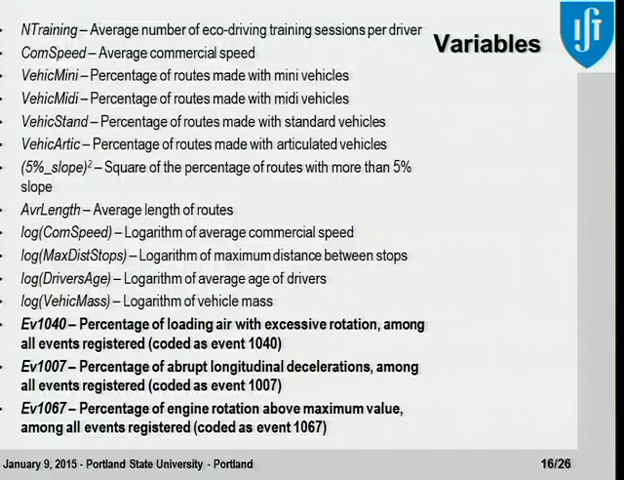 Variables
IST
NTraining – Average number of eco-driving training sessions per driver
ComSpeed – Average commercial speed
VehicMini – Percentage of routes made with mini vehicles
VehicMidi – Percentage of routes made with midi vehicles
VehicStand – Percentage of routes made with standard vehicles
VehicArtic – Percentage of routes made with articulated vehicles
(5%_slope)² – Square of the percentage of routes with more than 5%
slope
AvrLength – Average length of routes
log(ComSpeed) – Logarithm of average commercial speed
log(MaxDistStops) – Logarithm of maximum distance between stops
log(DriversAge) – Logarithm of average age of drivers
log(VehicMass) – Logarithm of vehicle mass
Ev1040 – Percentage of loading air with excessive rotation, among
all events registered (coded as event 1040)
Ev1007 – Percentage of abrupt longitudinal decelerations, among
all events registered (coded as event 1007)
Ev1067 – Percentage of engine rotation above maximum value,
among all events registered (coded as event 1067)
January 9, 2015 - Portland State University - Portland
16/26